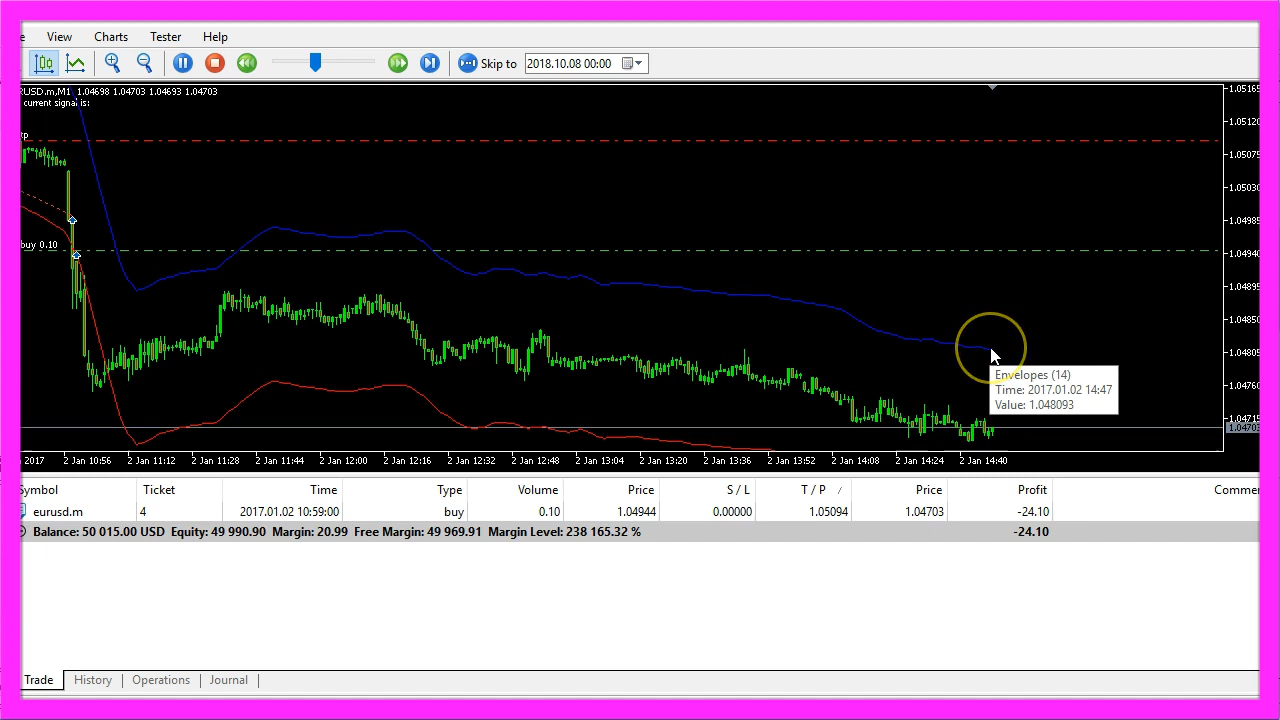 e View Charts Tester Help
Skip to 2018.10.08 00:00
RUSD.m,M1 1.04698 1.04703 1.04693 1.04703
current signal is:
tp
buy 0.10
1.05165
1.05120
1.05075
1.05030
1.04985
1.04940
1.04895
1.04850
1.04805
1.04760
1.04715
1.04703
Envelopes (14)
Time: 2017.01.02 14:47
Value: 1.048093
2017 2 Jan 10:56 2 Jan 11:12 2 Jan 11:28 2 Jan 11:44 2 Jan 12:00 2 Jan 12:16 2 Jan 12:32 2 Jan 12:48 2 Jan 13:04 2 Jan 13:20 2 Jan 13:36 2 Jan 13:52 2 Jan 14:08 2 Jan 14:24 2 Jan 14:40
Symbol Ticket Time Type Volume Price S / L T / P / Price Profit Commer
eurusd.m 4 2017.01.02 10:59:00 buy 0.10 1.04944 0.00000 1.05094 1.04703 -24.10
Balance: 50 015.00 USD Equity: 49 990.90 Margin: 20.99 Free Margin: 49 969.91 Margin Level: 238 165.32 % -24.10
Trade History Operations Journal